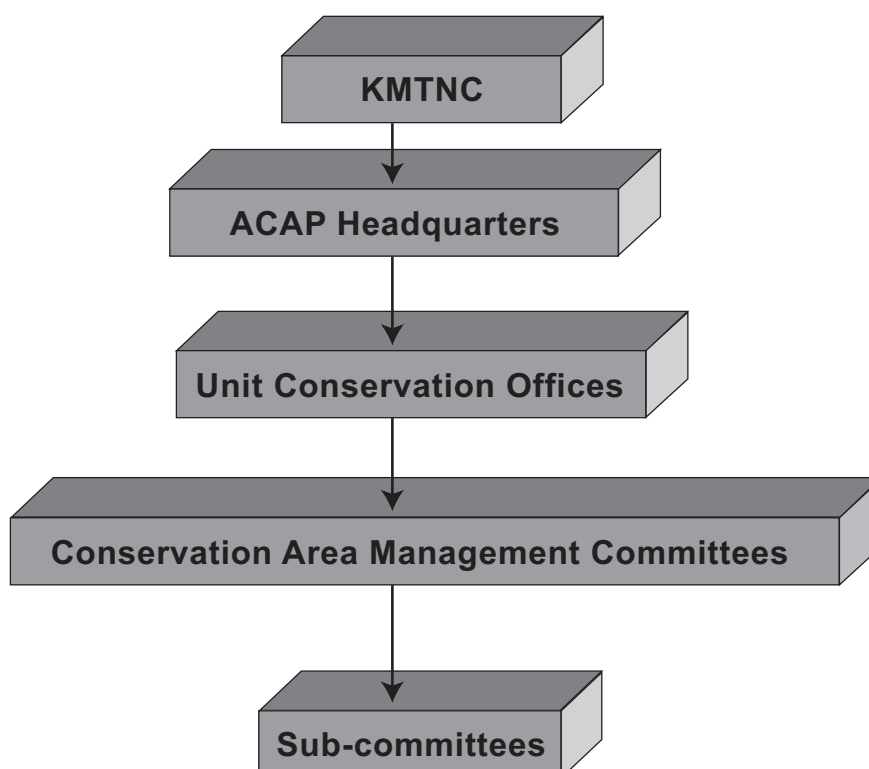 KMTNC
ACAP Headquarters
Unit Conservation Offices
Conservation Area Management Committees
Sub-committees